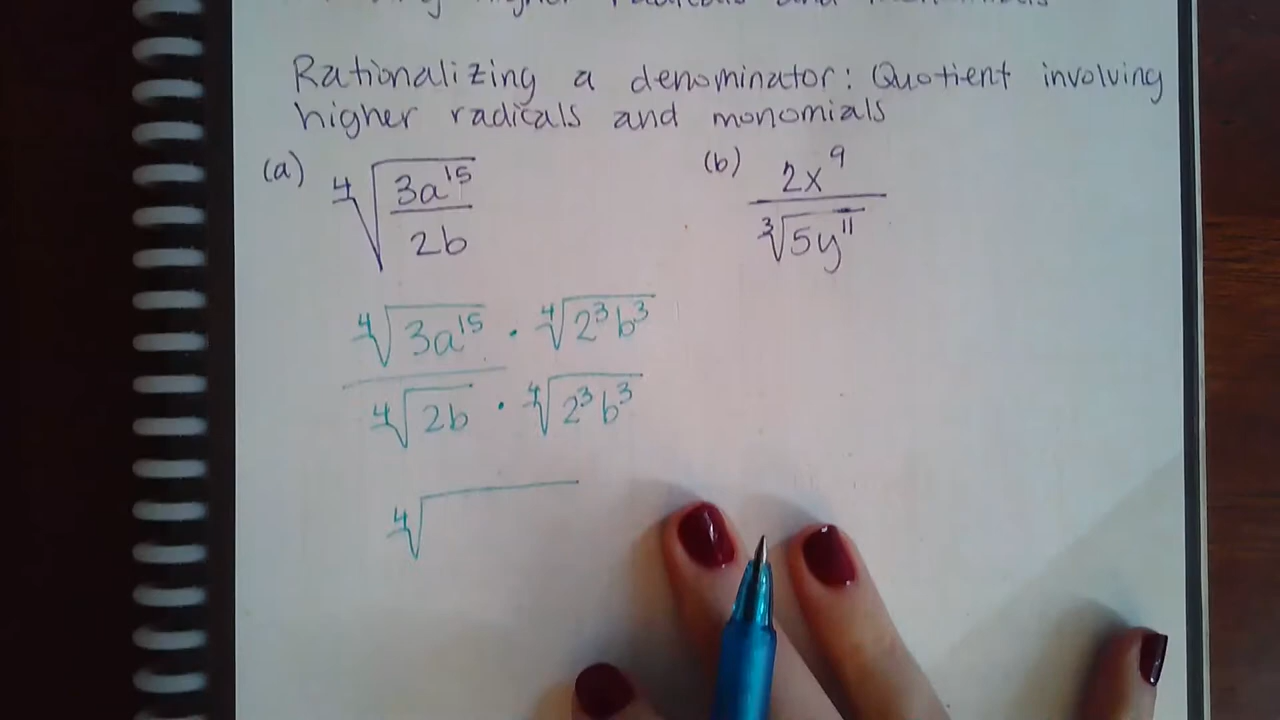 Rationalizing a denominator: Quotient involving
higher radicals and monomials
(a) ⁴√(3a¹⁵/2b) (b) 2x⁹/³√(5y¹¹)
⁴√(3a¹⁵) · ⁴√(2³b³)
⁴√(2b) · ⁴√(2³b³)
⁴√